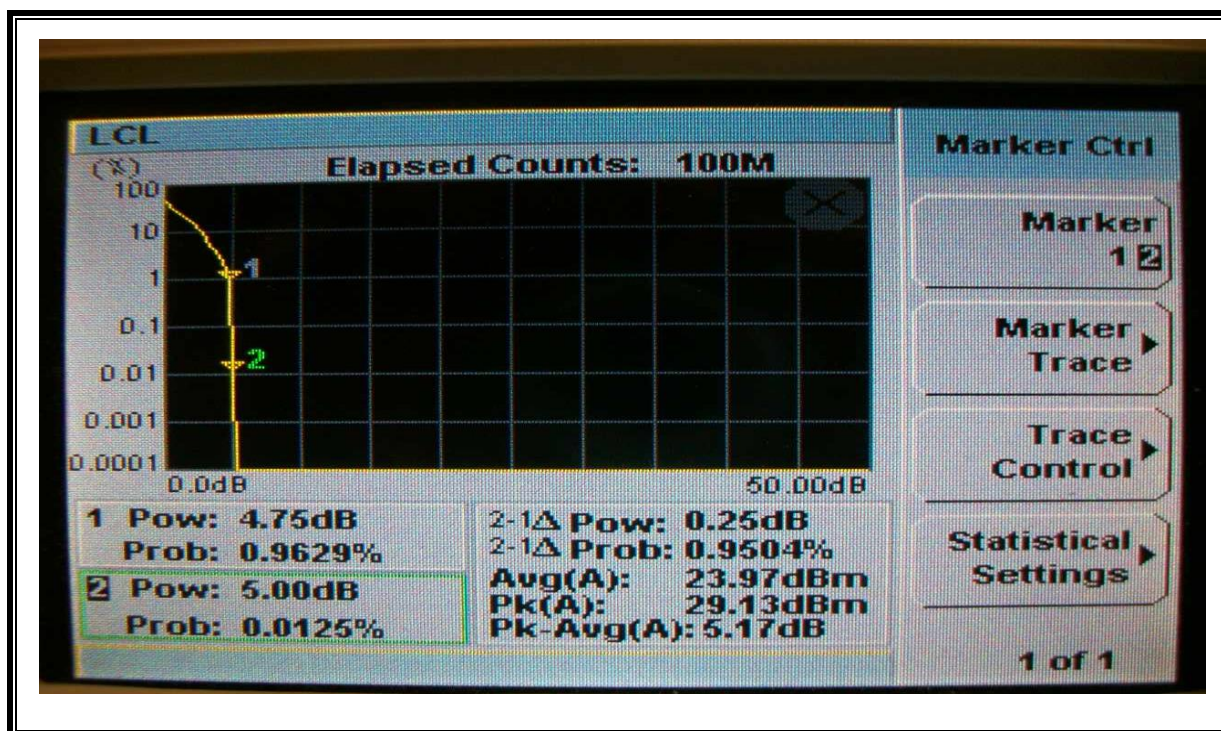 LCL
(%)
Elapsed Counts: 100M
100
10
1
0.1
0.01
0.001
0.0001
1
2
0.0dB
50.00dB
1 Pow: 4.75dB
Prob: 0.9629%
2 Pow: 5.00dB
Prob: 0.0125%
2-1Δ Pow: 0.25dB
2-1Δ Prob: 0.9504%
Avg(A): 23.97dBm
Pk(A): 29.13dBm
Pk-Avg(A): 5.17dB
Marker Ctrl
Marker
1 2
Marker
Trace
Trace
Control
Statistical
Settings
1 of 1